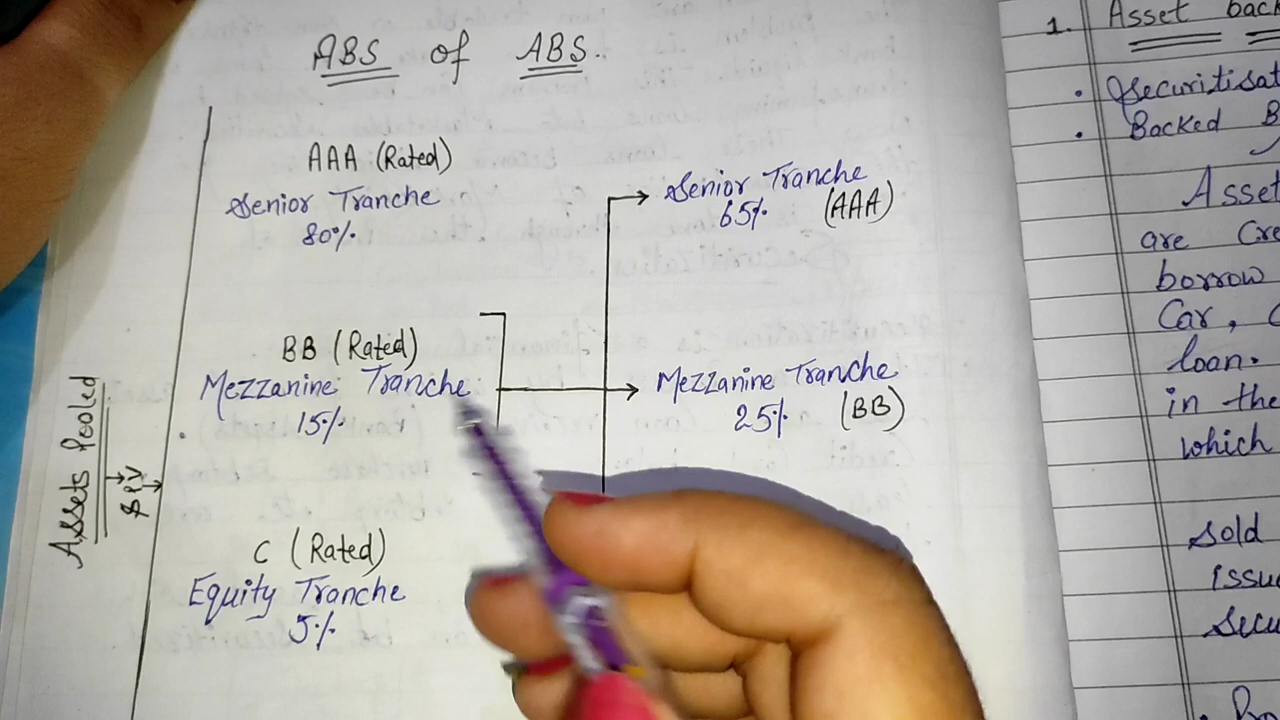 ABS of ABS.
AAA (Rated)
Senior Tranche
80%
BB (Rated)
Mezzanine Tranche
15%
C (Rated)
Equity Tranche
5%
Assets Pooled
SPV
Senior Tranche
65% (AAA)
Mezzanine Tranche
25% (BB)
1. Asset back
Securitisat
Backed B
Asset
are Cre
borrow
Car, C
loan.
in the
which
Sold
issu
Secu